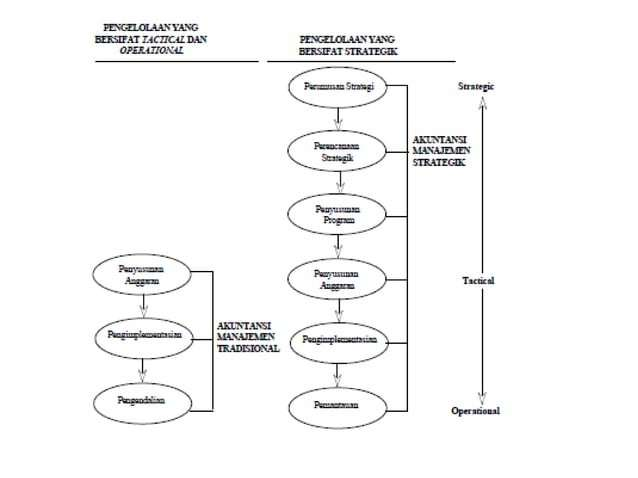 PENGELOLAAN YANG
BERSIFAT TACTICAL DAN
OPERATIONAL
PENGELOLAAN YANG
BERSIFAT STRATEGIK
Perumusan Strategi
Strategic
Perencanaan
Strategik
AKUNTANSI
MANAJEMEN
STRATEGIK
Penyusunan
Program
Penyusunan
Anggaran
Penyusunan
Anggaran
Tactical
Pengimplementasian
AKUNTANSI
MANAJEMEN
TRADISIONAL
Pengimplementasian
Pengendalian
Pemantauan
Operational